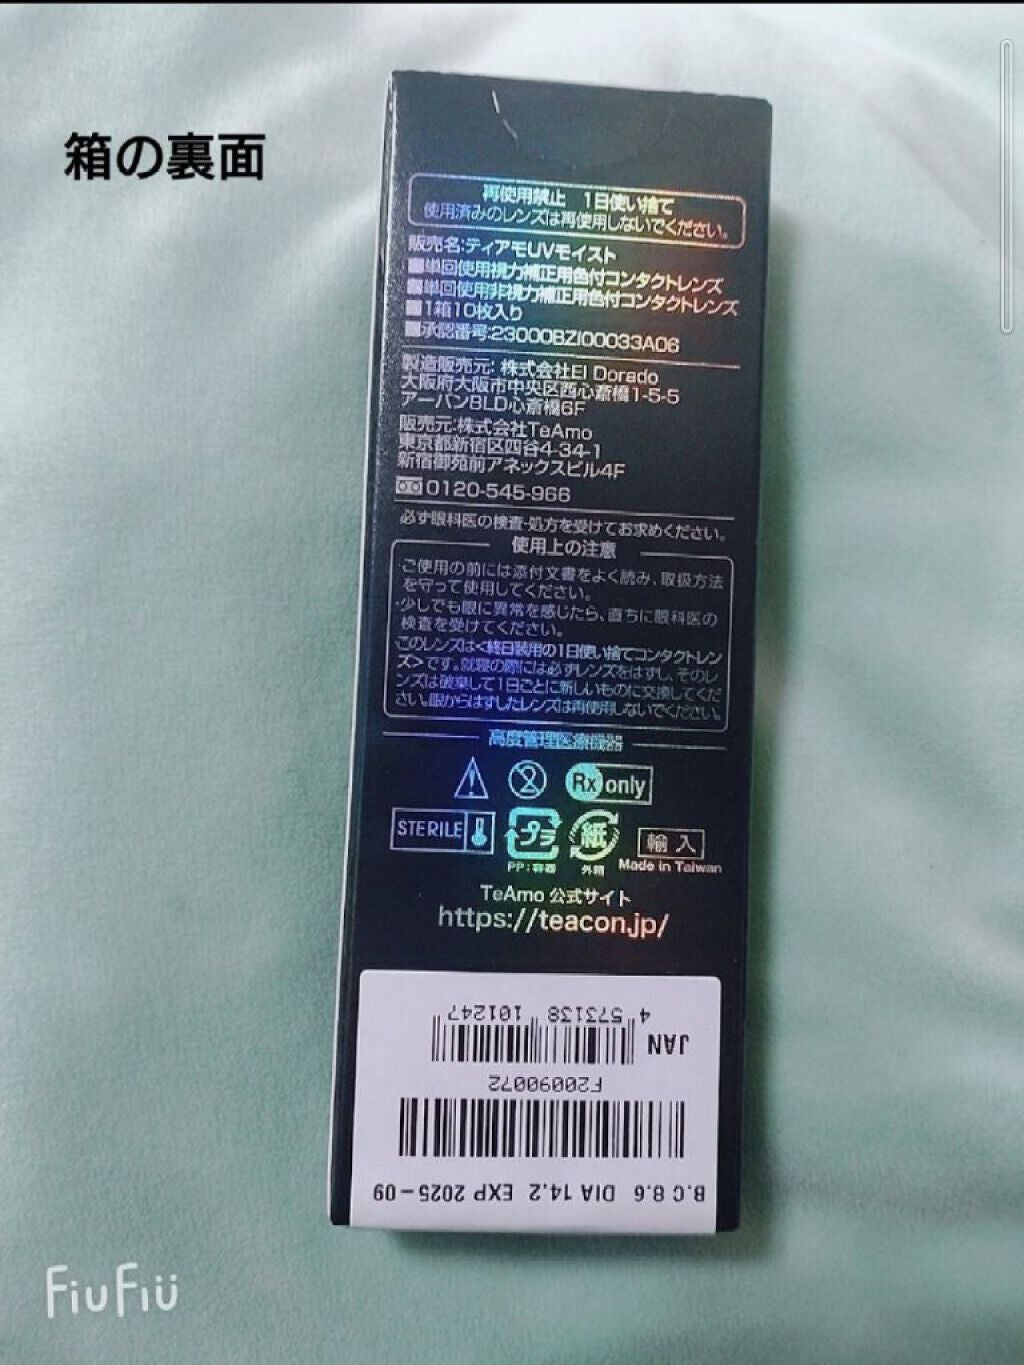 箱の裏面
再使用禁止 1日使い捨て
使用済みのレンズは再使用しないでください。
販売名:ティアモUVモイスト
■単回使用視力補正用色付コンタクトレンズ
■単回使用非視力補正用色付コンタクトレンズ
■1箱10枚入り
■承認番号:23000BZI00033A06
製造販売元: 株式会社El Dorado
大阪府大阪市中央区西心斎橋1-5-5
アーバンBLD心斎橋6F
販売元:株式会社TeAmo
東京都新宿区四谷4-34-1
新宿御苑前アネックスビル4F
0120-545-966
必ず眼科医の検査・処方を受けてお求めください。
使用上の注意
ご使用の前には添付文書をよく読み、取扱方法
を守って使用してください。
・少しでも眼に異常を感じたら、直ちに眼科医の
検査を受けてください。
このレンズは<終日装用の1日使い捨てコンタクトレン
ズ>です。就寝の際には必ずレンズをはずし、そのレ
ンズは破棄して1日ごとに新しいものに交換してくだ
さい。眼からはずしたレンズは再使用しないでください。
高度管理医療機器
2 Rx only
STERILE プラ 紙 輸入
PP:容器 外箱 Made in Taiwan
TeAmo 公式サイト
https://teacon.jp/
4 573138 101247
JAN
F20090072
B.C 8.6 DIA 14.2 EXP 2025-09
FiuFiu